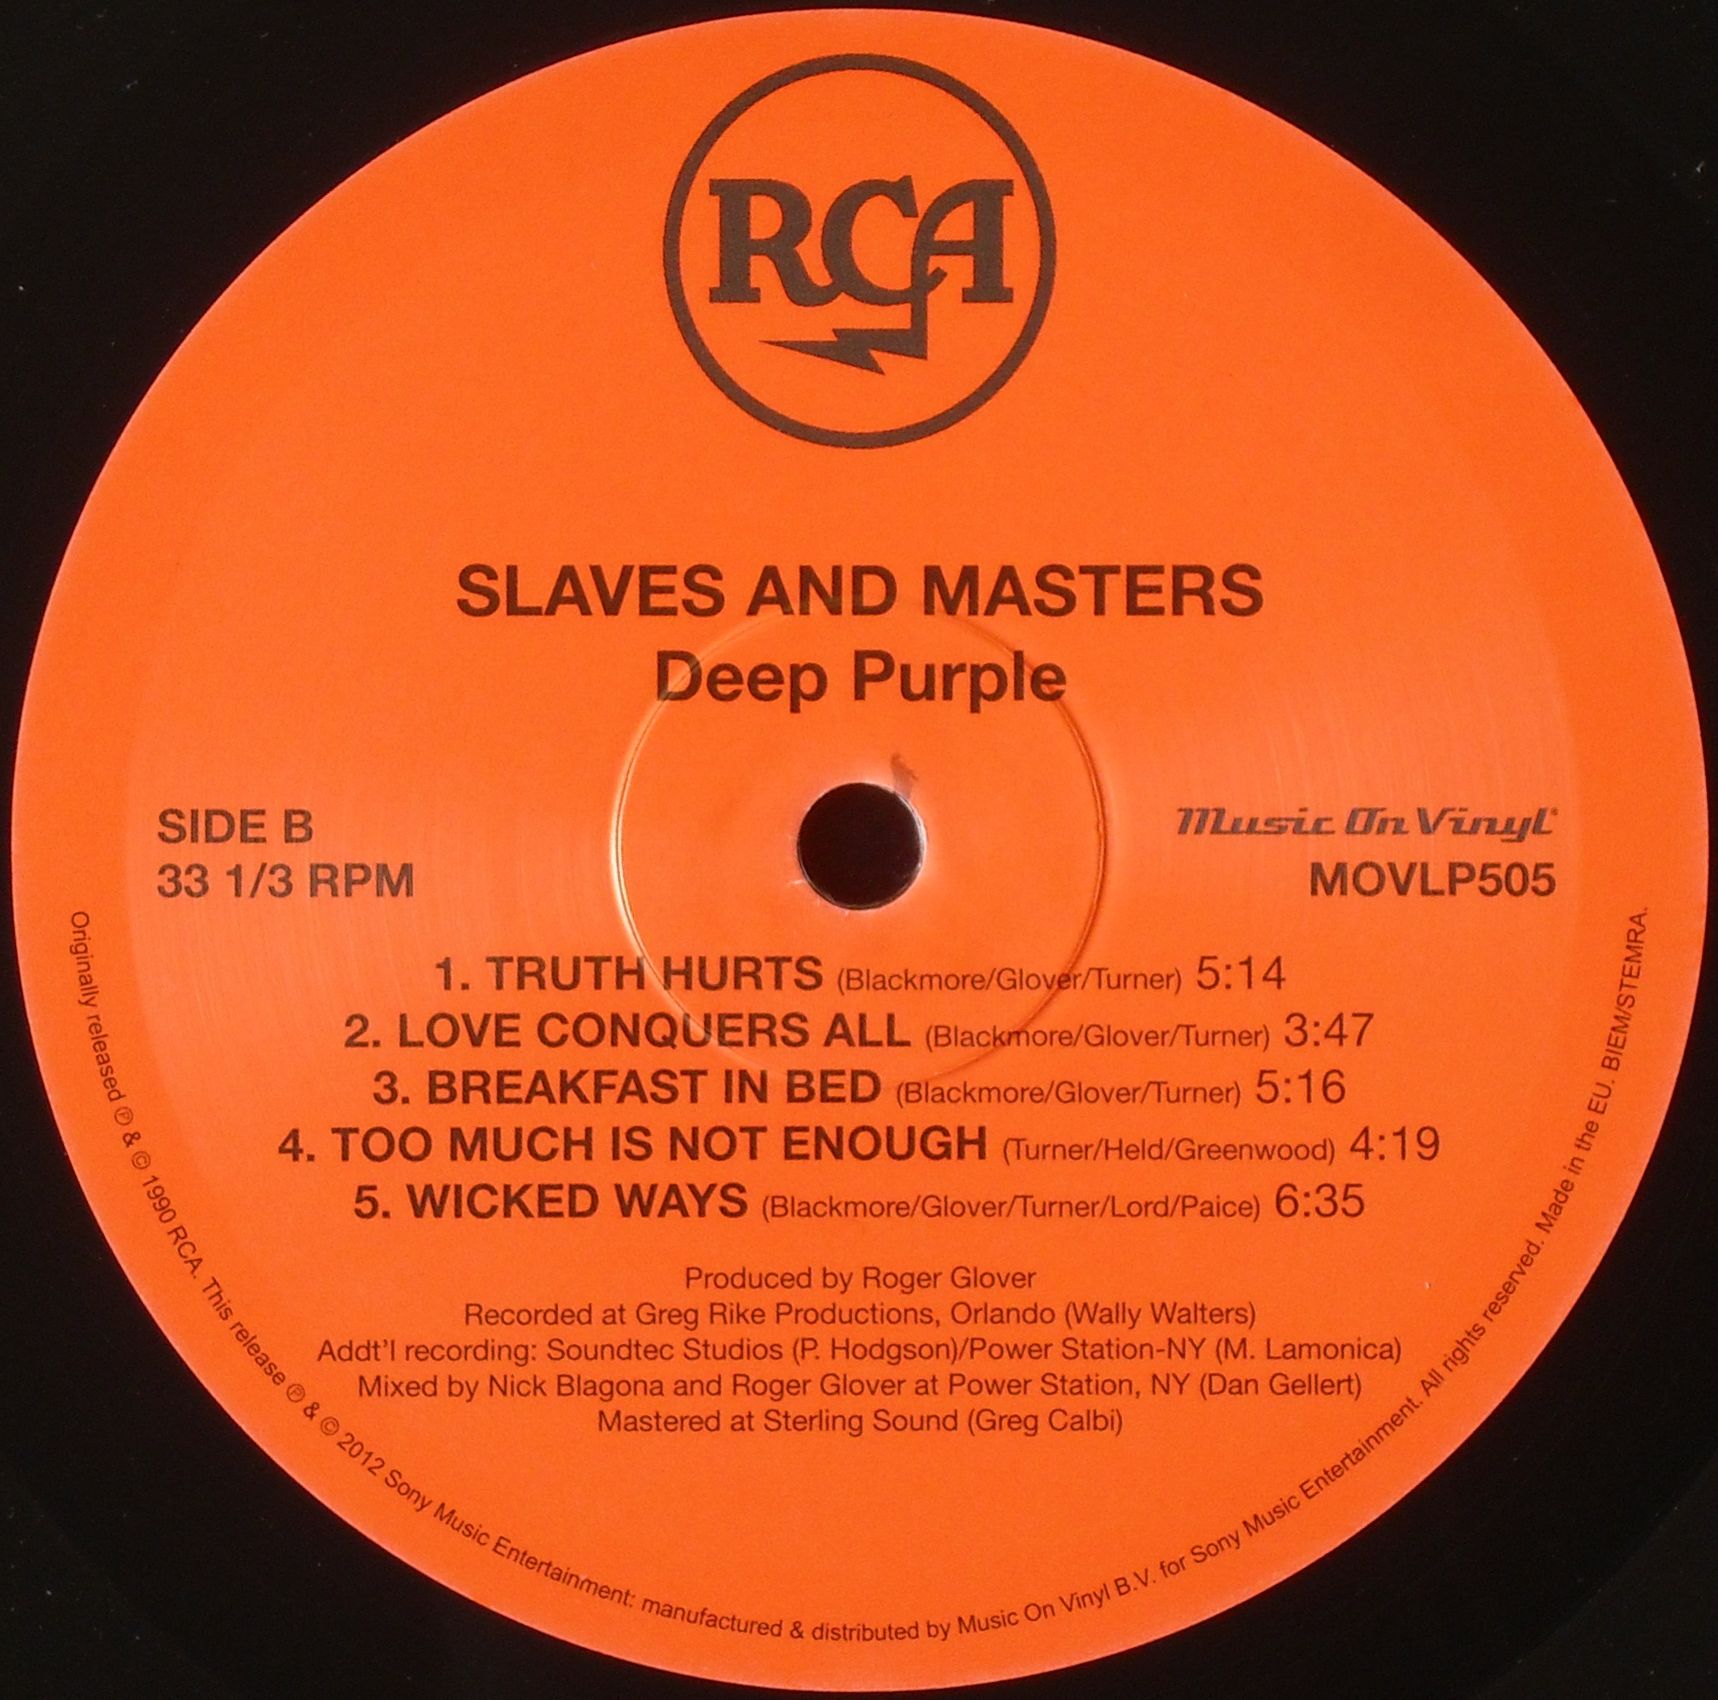 RCA
SLAVES AND MASTERS
Deep Purple
SIDE B
33 1/3 RPM
Music On Vinyl®
MOVLP505
1. TRUTH HURTS (Blackmore/Glover/Turner) 5:14
2. LOVE CONQUERS ALL (Blackmore/Glover/Turner) 3:47
3. BREAKFAST IN BED (Blackmore/Glover/Turner) 5:16
4. TOO MUCH IS NOT ENOUGH (Turner/Held/Greenwood) 4:19
5. WICKED WAYS (Blackmore/Glover/Turner/Lord/Paice) 6:35
Produced by Roger Glover
Recorded at Greg Rike Productions, Orlando (Wally Walters)
Addt'l recording: Soundtec Studios (P. Hodgson)/Power Station-NY (M. Lamonica)
Mixed by Nick Blagona and Roger Glover at Power Station, NY (Dan Gellert)
Mastered at Sterling Sound (Greg Calbi)
Originally released ℗ & © 1990 RCA. This release ℗ & © 2012 Sony Music Entertainment: manufactured & distributed by Music On Vinyl B.V. for Sony Music Entertainment. All rights reserved. Made in the EU. BIEM/STEMRA.